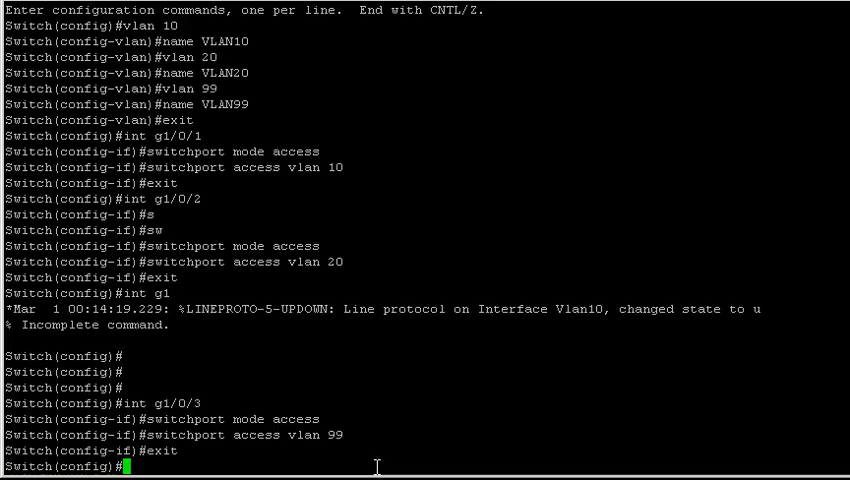 Enter configuration commands, one per line.  End with CNTL/Z.
Switch(config)#vlan 10
Switch(config-vlan)#name VLAN10
Switch(config-vlan)#vlan 20
Switch(config-vlan)#name VLAN20
Switch(config-vlan)#vlan 99
Switch(config-vlan)#name VLAN99
Switch(config-vlan)#exit
Switch(config)#int g1/0/1
Switch(config-if)#switchport mode access
Switch(config-if)#switchport access vlan 10
Switch(config-if)#exit
Switch(config)#int g1/0/2
Switch(config-if)#s
Switch(config-if)#sw
Switch(config-if)#switchport mode access
Switch(config-if)#switchport access vlan 20
Switch(config-if)#exit
Switch(config)#int g1
*Mar  1 00:14:19.229: %LINEPROTO-5-UPDOWN: Line protocol on Interface Vlan10, changed state to u
% Incomplete command.
Switch(config)#
Switch(config)#
Switch(config)#
Switch(config)#int g1/0/3
Switch(config-if)#switchport mode access
Switch(config-if)#switchport access vlan 99
Switch(config-if)#exit
Switch(config)#